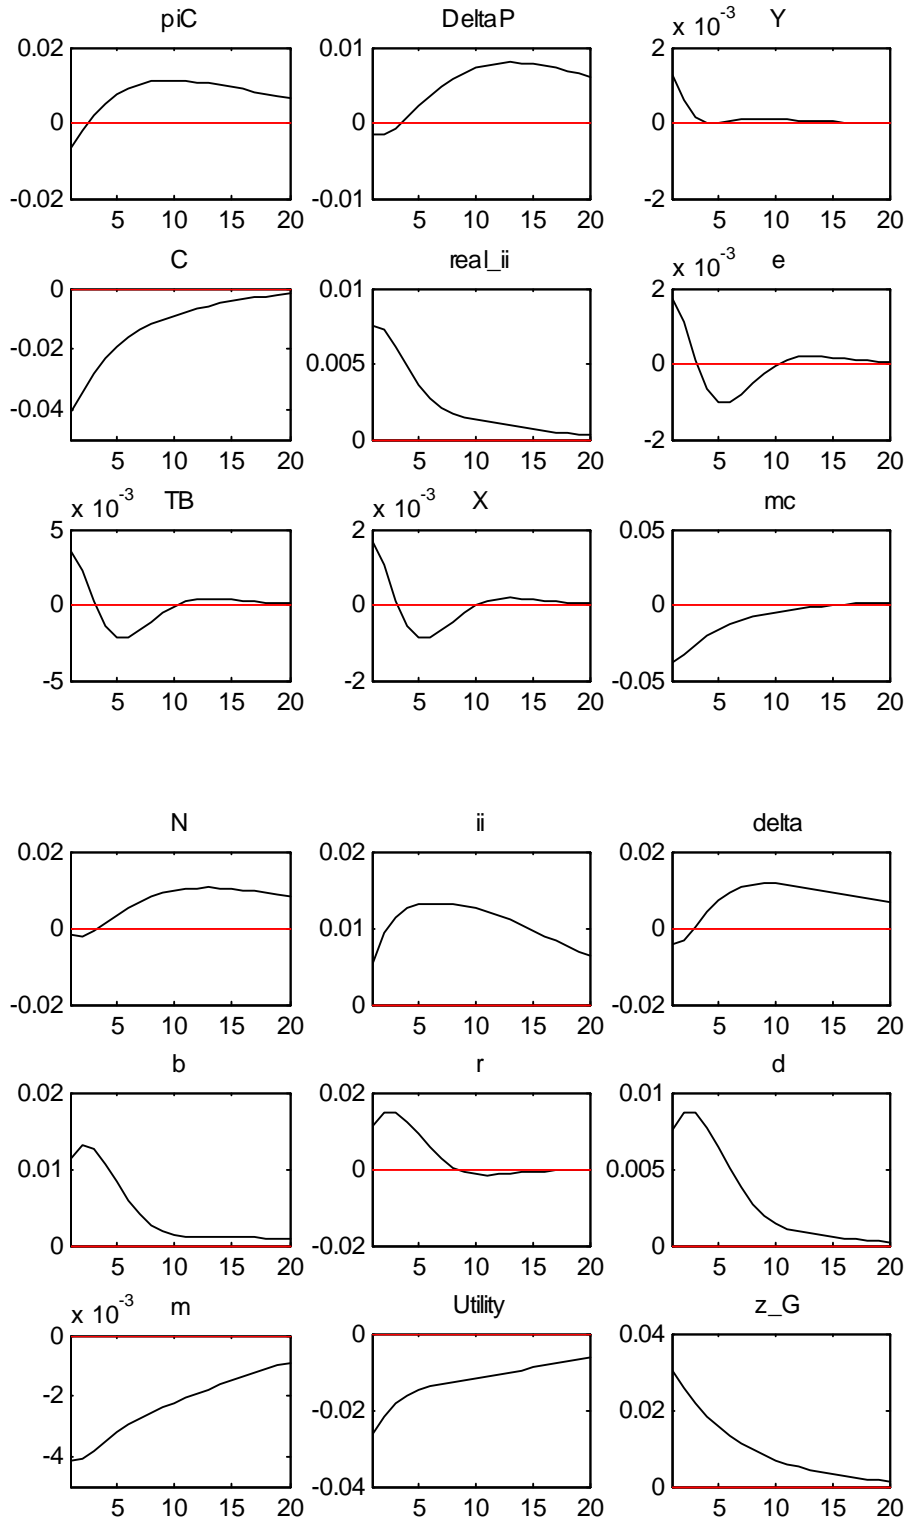 piC DeltaP x 10^-3 Y
0.02 0.01 2
0 0 0
-0.02 -0.01 -2
5 10 15 20 5 10 15 20 5 10 15 20
C real_ii x 10^-3 e
0 0.01 2
-0.02 0.005 0
-0.04 0 -2
5 10 15 20 5 10 15 20 5 10 15 20
x 10^-3 TB x 10^-3 X mc
5 2 0.05
0 0 0
-5 -2 -0.05
5 10 15 20 5 10 15 20 5 10 15 20
N ii delta
0.02 0.02 0.02
0 0.01 0
-0.02 0 -0.02
5 10 15 20 5 10 15 20 5 10 15 20
b r d
0.02 0.02 0.01
0.01 0 0.005
0 -0.02 0
5 10 15 20 5 10 15 20 5 10 15 20
x 10^-3 m Utility z_G
0 0 0.04
-2 -0.02 0.02
-4 -0.04 0
5 10 15 20 5 10 15 20 5 10 15 20